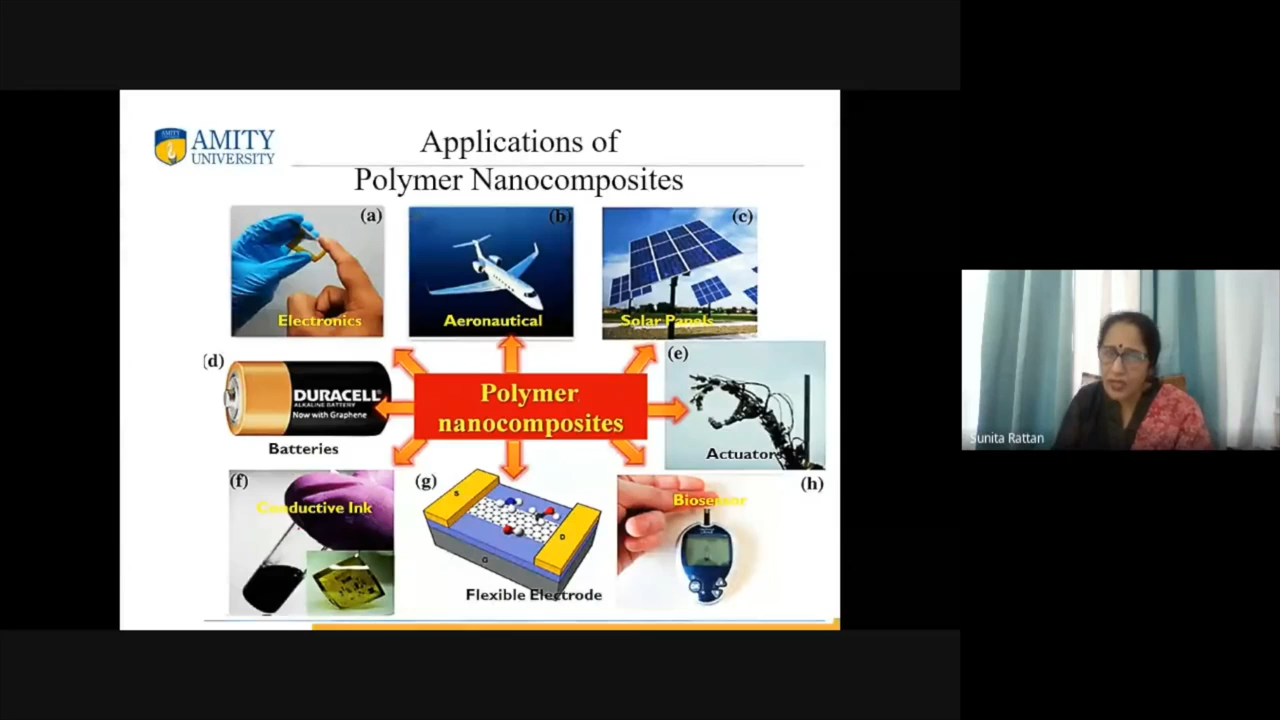 AMITY
UNIVERSITY
Applications of
Polymer Nanocomposites
(a)
Electronics
(b)
Aeronautical
(c)
Solar Panels
(d)
DURACELL
ALKALINE BATTERY
Now with Graphene
Batteries
Polymer
nanocomposites
(e)
Actuators
(f)
Conductive Ink
(g)
S
D
G
Flexible Electrode
(h)
Biosensor
Sunita Rattan